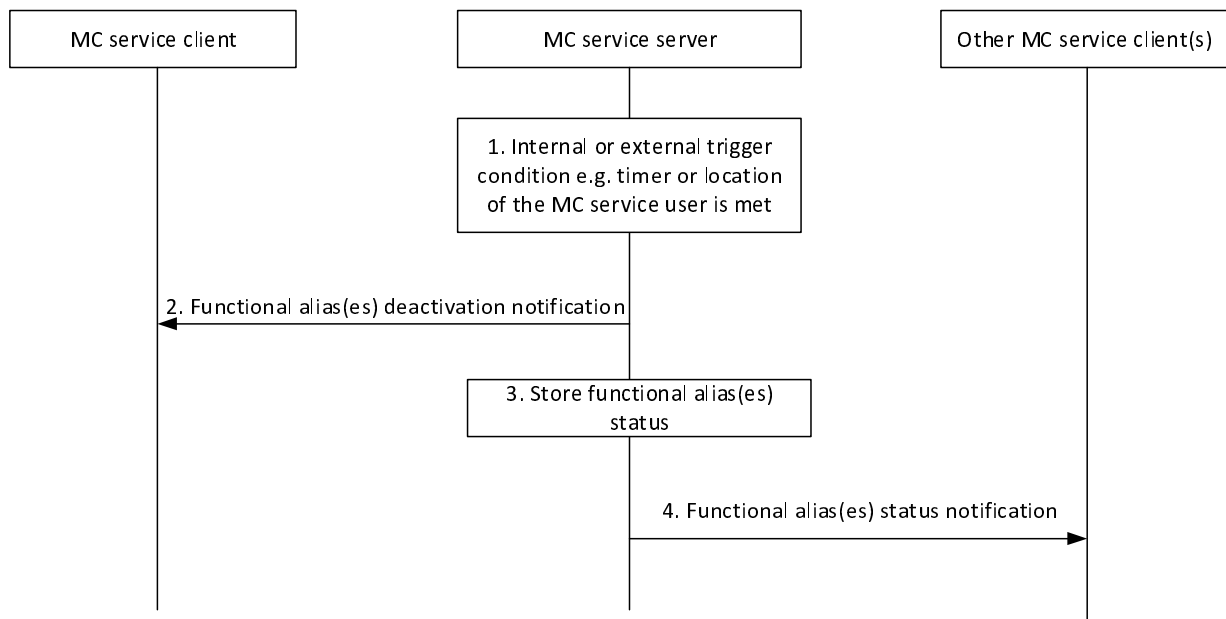 MC service client
MC service server
Other MC service client(s)
1. Internal or external trigger
condition e.g. timer or location
of the MC service user is met
2. Functional alias(es) deactivation notification
3. Store functional alias(es)
status
4. Functional alias(es) status notification